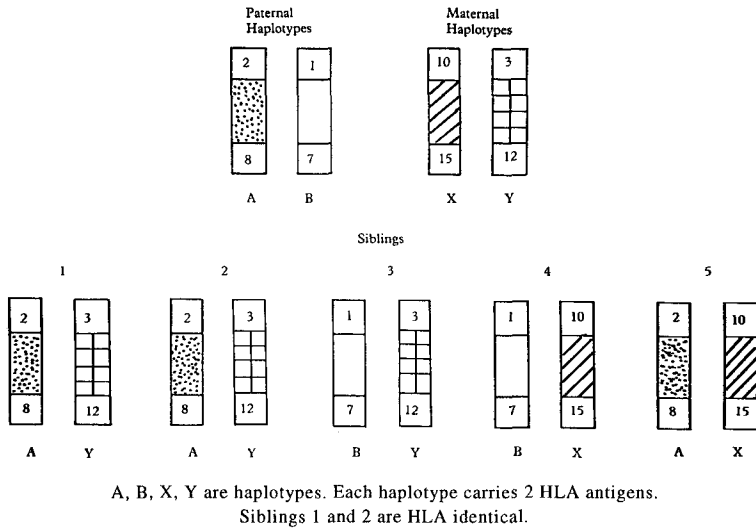 Paternal Haplotypes Maternal Haplotypes
2 1 10 3
8 7 15 12
A B X Y
Siblings
1 2 3 4 5
2 3 2 3 1 3 1 10 2 10
8 12 8 12 7 12 7 15 8 15
A Y A Y B Y B X A X
A, B, X, Y are haplotypes. Each haplotype carries 2 HLA antigens.
Siblings 1 and 2 are HLA identical.